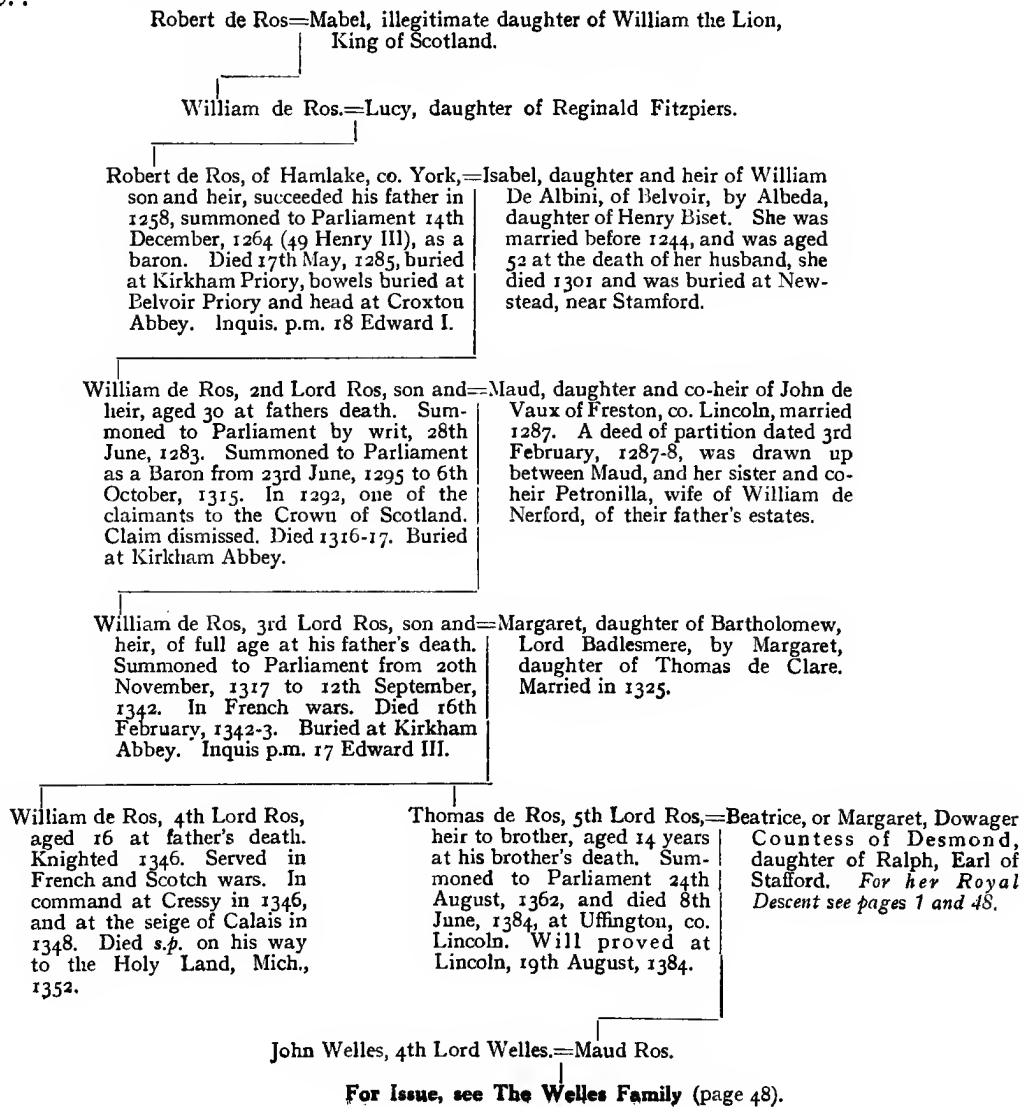 Robert de Ros=Mabel, illegitimate daughter of William the Lion,
King of Scotland.
William de Ros.=Lucy, daughter of Reginald Fitzpiers.
Robert de Ros, of Hamlake, co. York,=
son and heir, succeeded his father in
1258, summoned to Parliament 14th
December, 1264 (49 Henry III), as a
baron. Died 17th May, 1285, buried
at Kirkham Priory, bowels buried at
Belvoir Priory and head at Croxton
Abbey. Inquis. p.m. 18 Edward I.
Isabel, daughter and heir of William
De Albini, of Belvoir, by Albeda,
daughter of Henry Biset. She was
married before 1244, and was aged
52 at the death of her husband, she
died 1301 and was buried at New-
stead, near Stamford.
William de Ros, 2nd Lord Ros, son and=
heir, aged 30 at fathers death. Sum-
moned to Parliament by writ, 28th
June, 1283. Summoned to Parliament
as a Baron from 23rd June, 1295 to 6th
October, 1315. In 1292, one of the
claimants to the Crown of Scotland.
Claim dismissed. Died 1316-17. Buried
at Kirkham Abbey.
Maud, daughter and co-heir of John de
Vaux of Freston, co. Lincoln, married
1287. A deed of partition dated 3rd
February, 1287-8, was drawn up
between Maud, and her sister and co-
heir Petronilla, wife of William de
Nerford, of their father's estates.
William de Ros, 3rd Lord Ros, son and=
heir, of full age at his father's death.
Summoned to Parliament from 20th
November, 1317 to 12th September,
1342. In French wars. Died 16th
February, 1342-3. Buried at Kirkham
Abbey. Inquis p.m. 17 Edward III.
Margaret, daughter of Bartholomew,
Lord Badlesmere, by Margaret,
daughter of Thomas de Clare.
Married in 1325.
William de Ros, 4th Lord Ros,
aged 16 at father's death.
Knighted 1346. Served in
French and Scotch wars. In
command at Cressy in 1346,
and at the seige of Calais in
1348. Died s.p. on his way
to the Holy Land, Mich.,
1352.
Thomas de Ros, 5th Lord Ros,=
heir to brother, aged 14 years
at his brother's death. Sum-
moned to Parliament 24th
August, 1362, and died 8th
June, 1384, at Uffington, co.
Lincoln. Will proved at
Lincoln, 19th August, 1384.
Beatrice, or Margaret, Dowager
Countess of Desmond,
daughter of Ralph, Earl of
Stafford. For her Royal
Descent see pages 1 and 48.
John Welles, 4th Lord Welles.=Maud Ros.
For Issue, see The Welles Family (page 48).